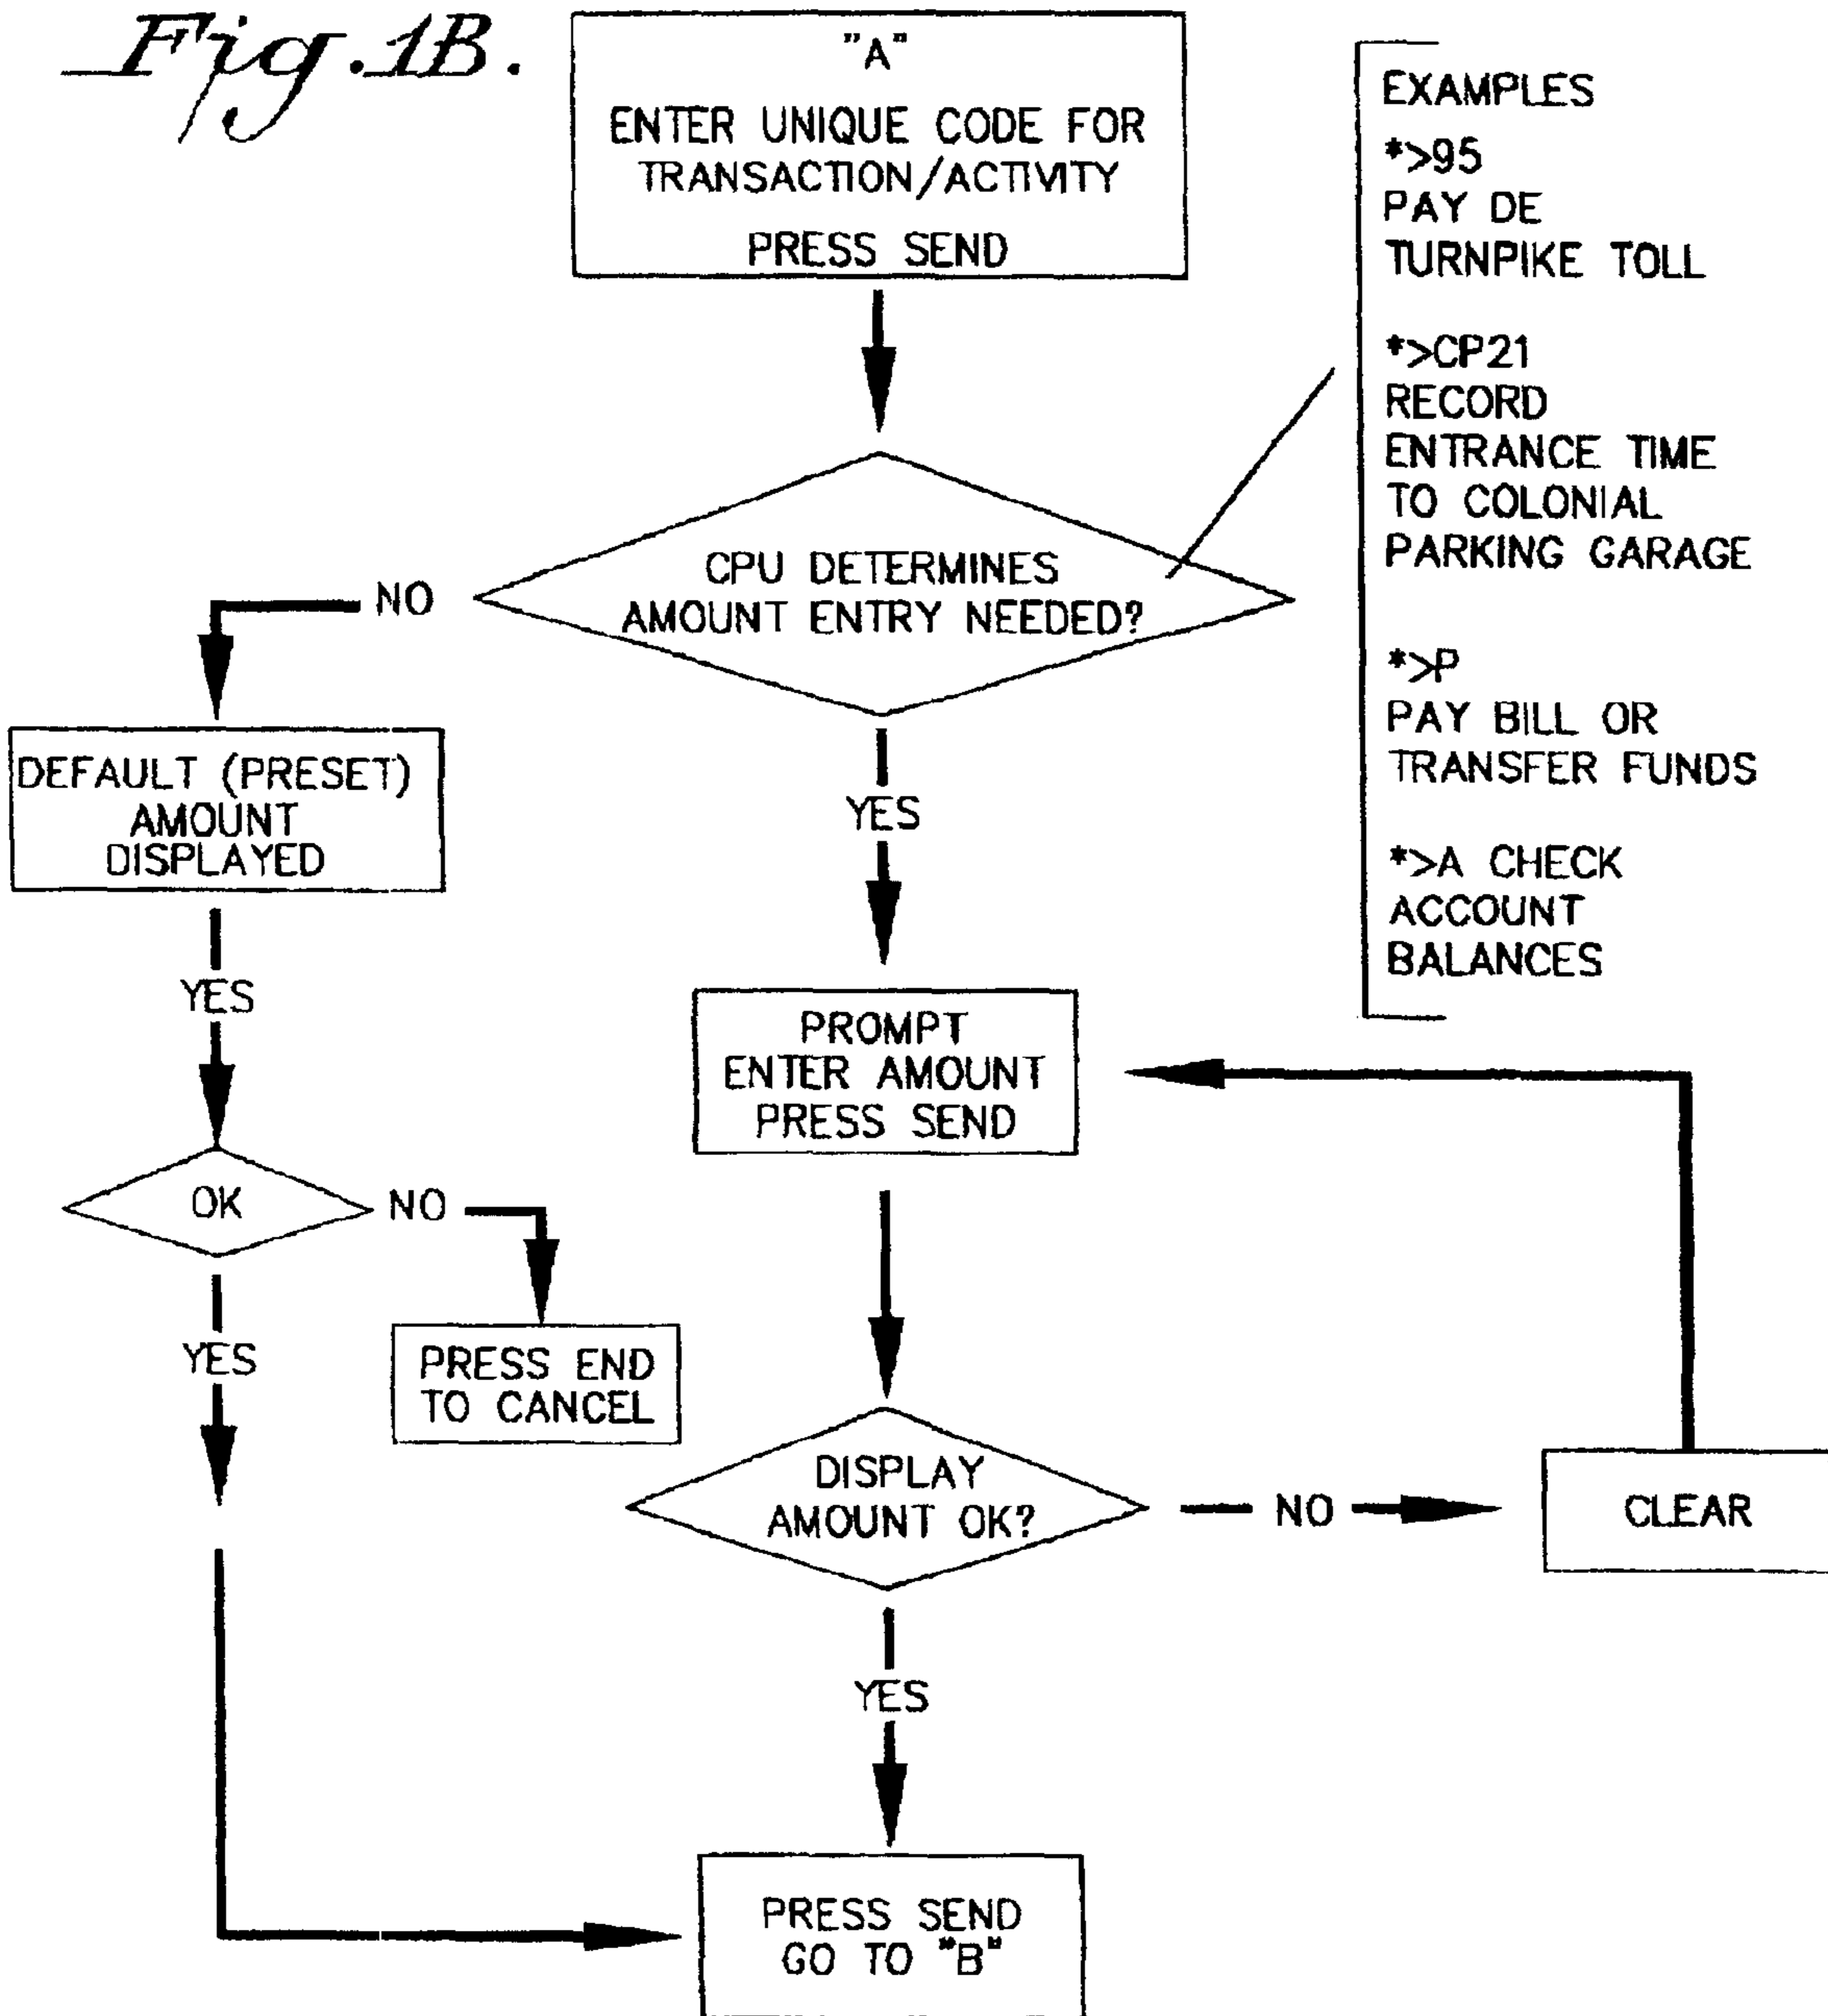 Fig. 1B.
"A"
ENTER UNIQUE CODE FOR
TRANSACTION/ACTIVITY
PRESS SEND
EXAMPLES
*>95
PAY DE
TURNPIKE TOLL
*>CP21
RECORD
ENTRANCE TIME
TO COLONIAL
PARKING GARAGE
*>P
PAY BILL OR
TRANSFER FUNDS
*>A CHECK
ACCOUNT
BALANCES
CPU DETERMINES
AMOUNT ENTRY NEEDED?
NO
DEFAULT (PRESET)
AMOUNT
DISPLAYED
YES
YES
PROMPT
ENTER AMOUNT
PRESS SEND
OK
NO
YES
PRESS END
TO CANCEL
DISPLAY
AMOUNT OK?
NO
CLEAR
YES
PRESS SEND
GO TO "B"